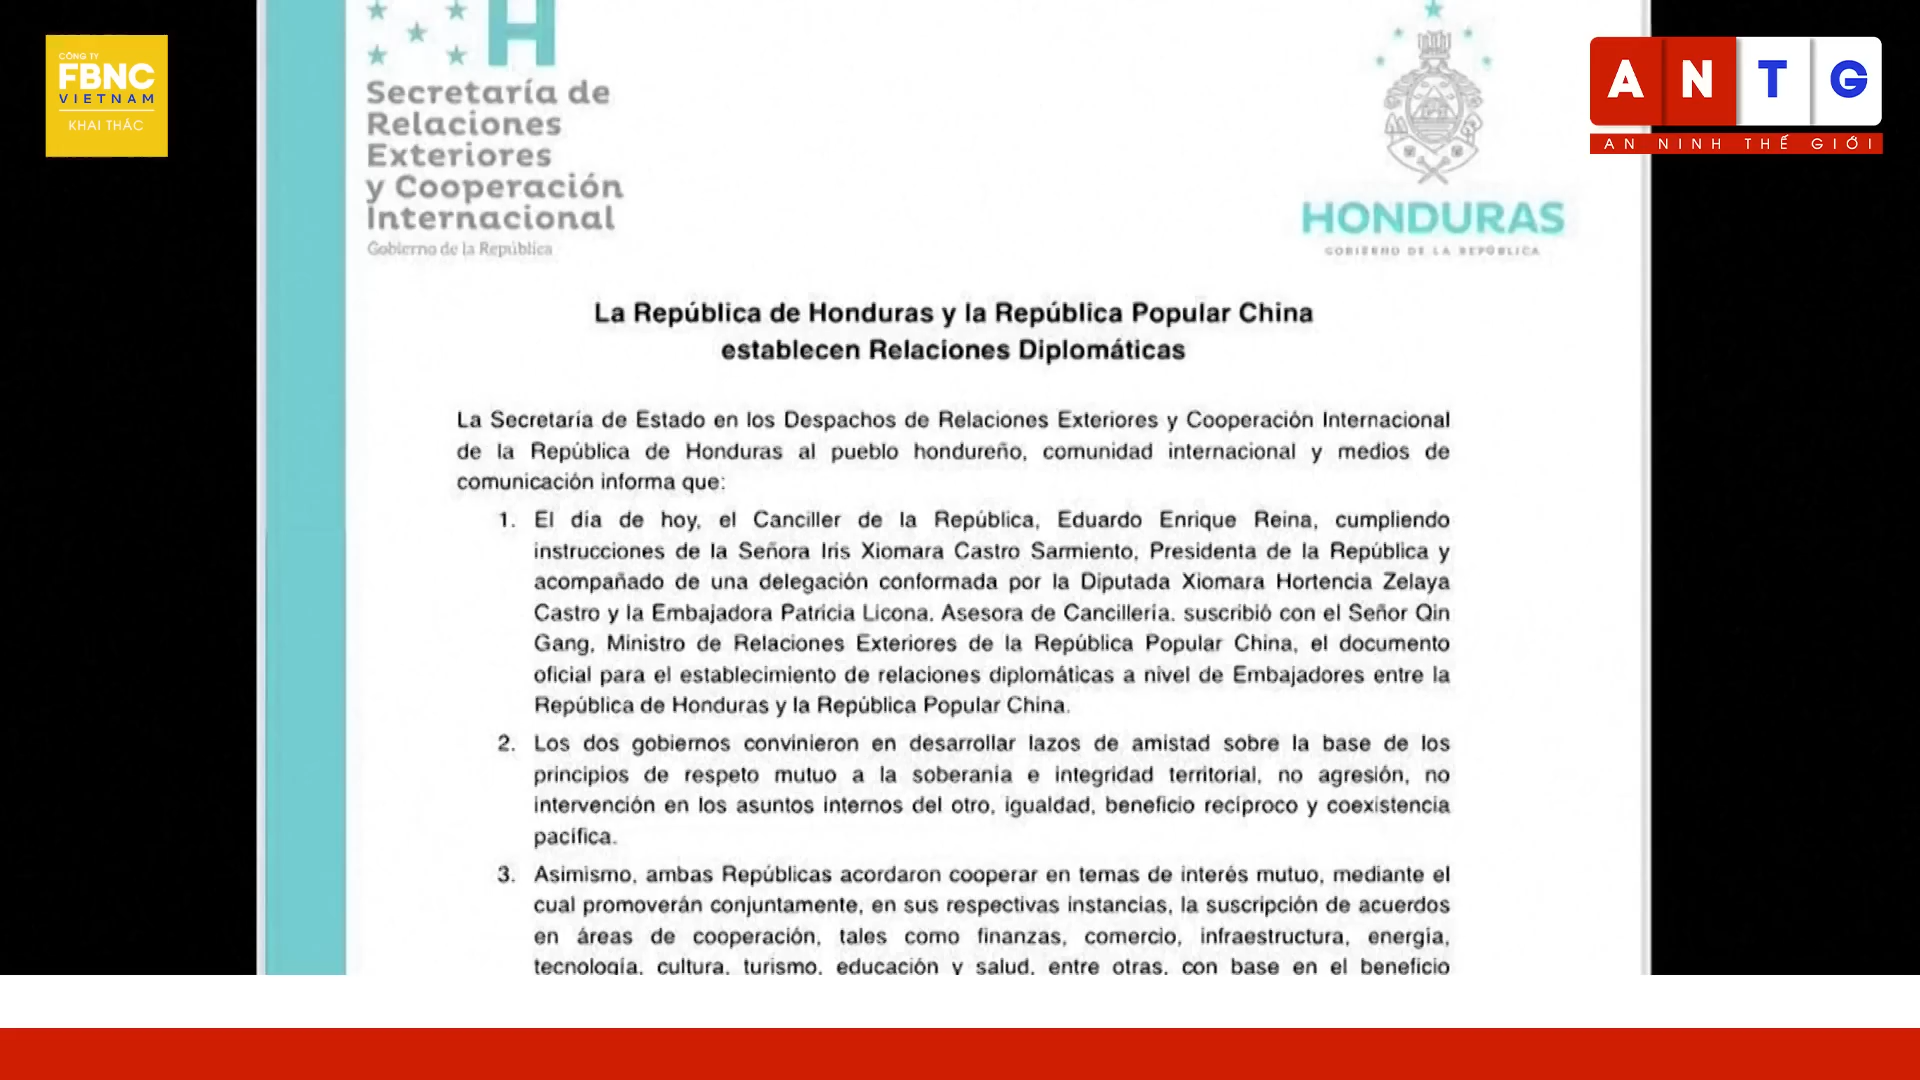 CÔNG TY
FBNC
VIETNAM
KHAI THÁC
H
Secretaría de
Relaciones
Exteriores
y Cooperación
Internacional
Gobierno de la República
HONDURAS
GOBIERNO DE LA REPÚBLICA
A N T G
AN NINH THẾ GIỚI
La República de Honduras y la República Popular China
establecen Relaciones Diplomáticas
La Secretaría de Estado en los Despachos de Relaciones Exteriores y Cooperación Internacional
de la República de Honduras al pueblo hondureño, comunidad internacional y medios de
comunicación informa que:
1. El día de hoy, el Canciller de la República, Eduardo Enrique Reina, cumpliendo
instrucciones de la Señora Iris Xiomara Castro Sarmiento, Presidenta de la República y
acompañado de una delegación conformada por la Diputada Xiomara Hortencia Zelaya
Castro y la Embajadora Patricia Licona, Asesora de Cancillería, suscribió con el Señor Qin
Gang, Ministro de Relaciones Exteriores de la República Popular China, el documento
oficial para el establecimiento de relaciones diplomáticas a nivel de Embajadores entre la
República de Honduras y la República Popular China.
2. Los dos gobiernos convinieron en desarrollar lazos de amistad sobre la base de los
principios de respeto mutuo a la soberanía e integridad territorial, no agresión, no
intervención en los asuntos internos del otro, igualdad, beneficio recíproco y coexistencia
pacífica.
3. Asimismo, ambas Repúblicas acordaron cooperar en temas de interés mutuo, mediante el
cual promoverán conjuntamente, en sus respectivas instancias, la suscripción de acuerdos
en áreas de cooperación, tales como finanzas, comercio, infraestructura, energía,
tecnología, cultura, turismo, educación y salud, entre otras, con base en el beneficio